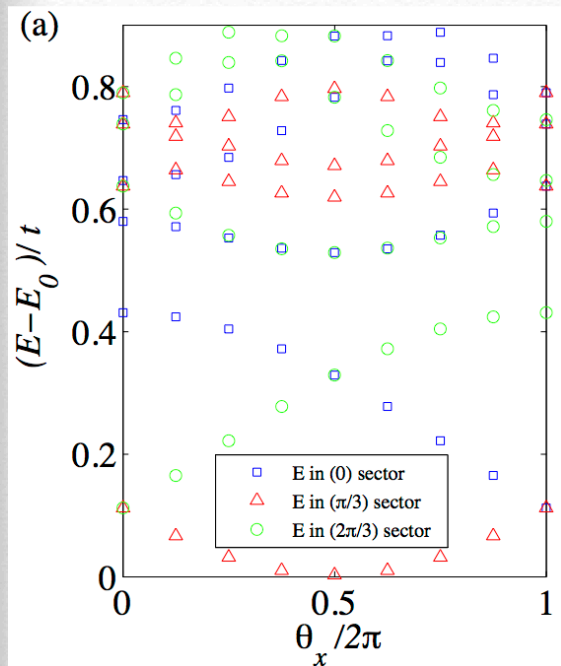 (a)
0.8
0.6
0.4
0.2
0
(E−E₀)/ t
E in (0) sector
E in (π/3) sector
E in (2π/3) sector
0 0.5 1
θₓ/2π